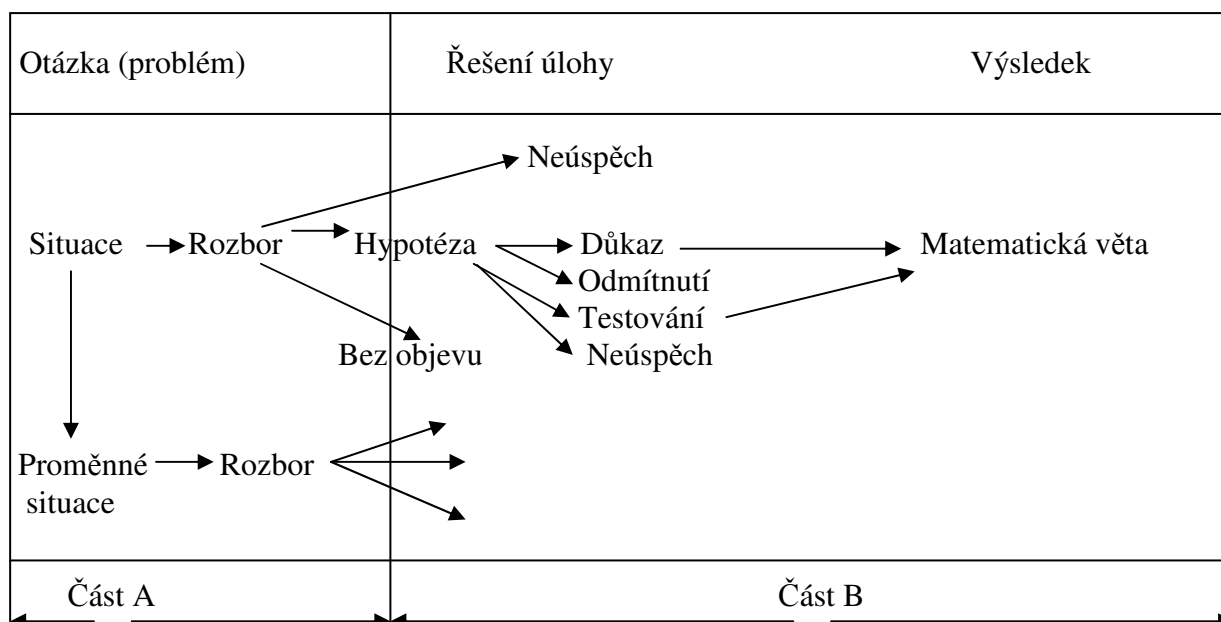 Otázka (problém) Řešení úlohy Výsledek
Neúspěch
Situace Rozbor Hypotéza Důkaz Matematická věta
Odmítnutí
Testování
Bez objevu Neúspěch
Proměnné Rozbor
situace
Část A Část B